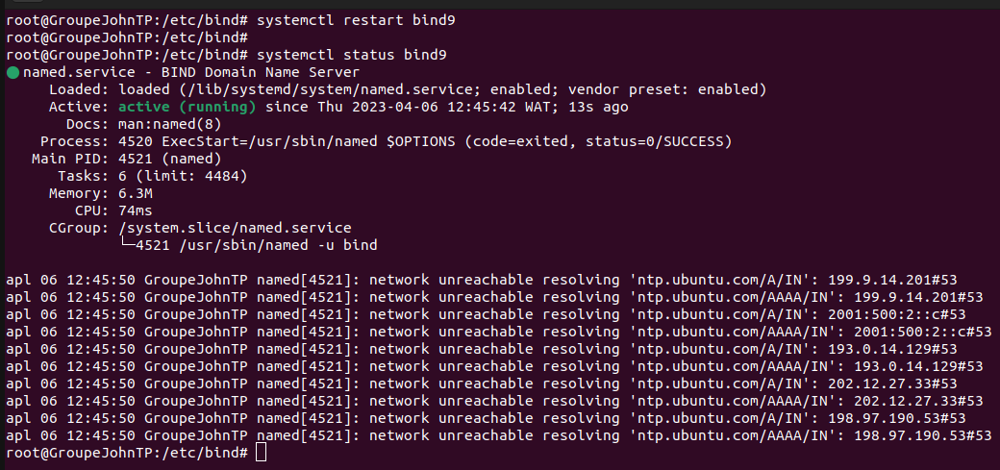 root@GroupeJohnTP:/etc/bind# systemctl restart bind9
root@GroupeJohnTP:/etc/bind#
root@GroupeJohnTP:/etc/bind# systemctl status bind9
● named.service - BIND Domain Name Server
Loaded: loaded (/lib/systemd/system/named.service; enabled; vendor preset: enabled)
Active: active (running) since Thu 2023-04-06 12:45:42 WAT; 13s ago
Docs: man:named(8)
Process: 4520 ExecStart=/usr/sbin/named $OPTIONS (code=exited, status=0/SUCCESS)
Main PID: 4521 (named)
Tasks: 6 (limit: 4484)
Memory: 6.3M
CPU: 74ms
CGroup: /system.slice/named.service
└─4521 /usr/sbin/named -u bind
apl 06 12:45:50 GroupeJohnTP named[4521]: network unreachable resolving 'ntp.ubuntu.com/A/IN': 199.9.14.201#53
apl 06 12:45:50 GroupeJohnTP named[4521]: network unreachable resolving 'ntp.ubuntu.com/AAAA/IN': 199.9.14.201#53
apl 06 12:45:50 GroupeJohnTP named[4521]: network unreachable resolving 'ntp.ubuntu.com/A/IN': 2001:500:2::c#53
apl 06 12:45:50 GroupeJohnTP named[4521]: network unreachable resolving 'ntp.ubuntu.com/AAAA/IN': 2001:500:2::c#53
apl 06 12:45:50 GroupeJohnTP named[4521]: network unreachable resolving 'ntp.ubuntu.com/A/IN': 193.0.14.129#53
apl 06 12:45:50 GroupeJohnTP named[4521]: network unreachable resolving 'ntp.ubuntu.com/AAAA/IN': 193.0.14.129#53
apl 06 12:45:50 GroupeJohnTP named[4521]: network unreachable resolving 'ntp.ubuntu.com/A/IN': 202.12.27.33#53
apl 06 12:45:50 GroupeJohnTP named[4521]: network unreachable resolving 'ntp.ubuntu.com/AAAA/IN': 202.12.27.33#53
apl 06 12:45:50 GroupeJohnTP named[4521]: network unreachable resolving 'ntp.ubuntu.com/A/IN': 198.97.190.53#53
apl 06 12:45:50 GroupeJohnTP named[4521]: network unreachable resolving 'ntp.ubuntu.com/AAAA/IN': 198.97.190.53#53
root@GroupeJohnTP:/etc/bind#